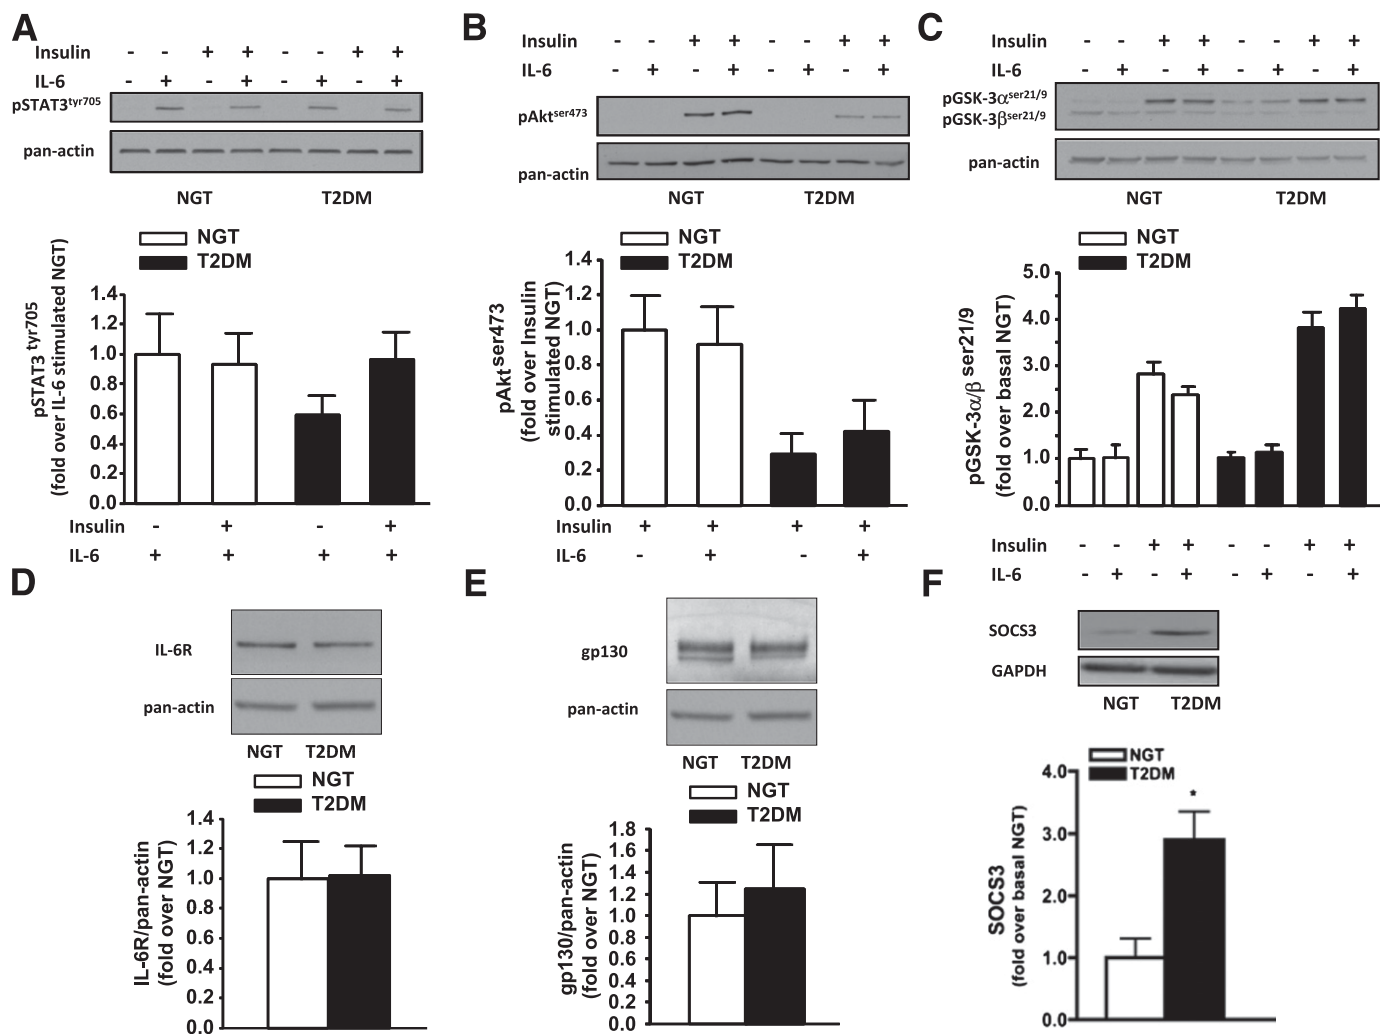 A
Insulin - - + + - - + +
IL-6 - + - + - + - +
pSTAT3tyr705
pan-actin
NGT T2DM
NGT
T2DM
pSTAT3 tyr705
(fold over IL-6 stimulated NGT)
1.4
1.2
1.0
0.8
0.6
0.4
0.2
0.0
Insulin - + - +
IL-6 + + + +
B
Insulin - - + + - - + +
IL-6 - + - + - + - +
pAktser473
pan-actin
NGT T2DM
NGT
T2DM
pAkt ser473
(fold over Insulin
stimulated NGT)
1.4
1.2
1.0
0.8
0.6
0.4
0.2
0.0
Insulin + + + +
IL-6 - + - +
C
Insulin - - + + - - + +
IL-6 - + - + - + - +
pGSK-3αser21/9
pGSK-3βser21/9
pan-actin
NGT T2DM
NGT
T2DM
pGSK-3α/β ser21/9
(fold over basal NGT)
5.0
4.0
3.0
2.0
1.0
0.0
Insulin - - + + - - + +
IL-6 - + - + - + - +
D
IL-6R
pan-actin
NGT T2DM
NGT
T2DM
IL-6R/pan-actin
(fold over NGT)
1.4
1.2
1.0
0.8
0.6
0.4
0.2
0.0
E
gp130
pan-actin
NGT T2DM
NGT
T2DM
gp130/pan-actin
(fold over NGT)
1.8
1.6
1.4
1.2
1.0
0.8
0.6
0.4
0.2
0.0
F
SOCS3
GAPDH
NGT T2DM
NGT
T2DM
SOCS3
(fold over basal NGT)
4.0
3.0
2.0
1.0
0.0
*